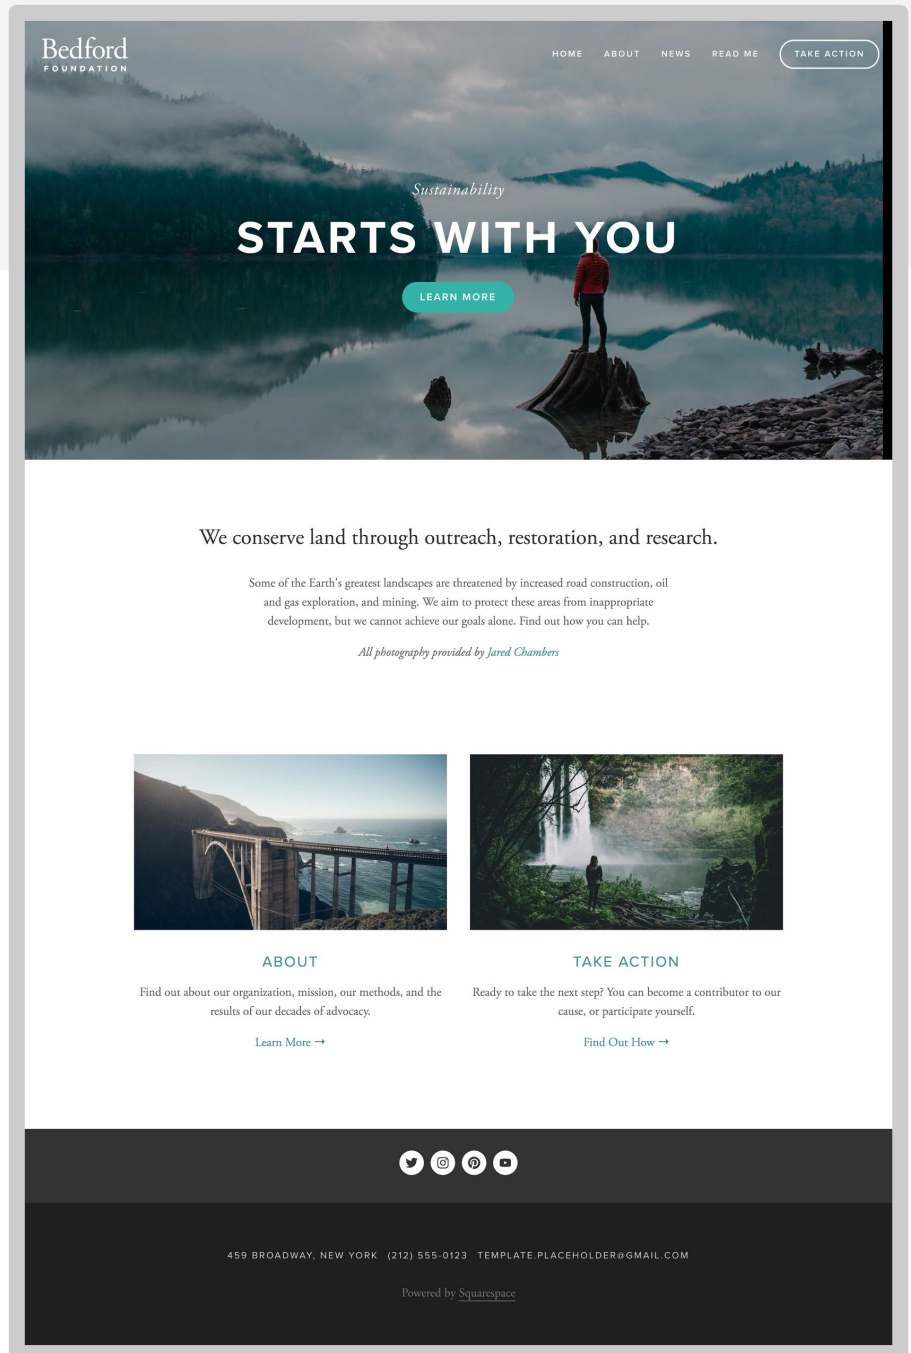 Bedford
FOUNDATION
HOME ABOUT NEWS READ ME TAKE ACTION
Sustainability
STARTS WITH YOU
LEARN MORE
We conserve land through outreach, restoration, and research.
Some of the Earth's greatest landscapes are threatened by increased road construction, oil
and gas exploration, and mining. We aim to protect these areas from inappropriate
development, but we cannot achieve our goals alone. Find out how you can help.
All photography provided by Jared Chambers
ABOUT
Find out about our organization, mission, our methods, and the
results of our decades of advocacy.
Learn More →
TAKE ACTION
Ready to take the next step? You can become a contributor to our
cause, or participate yourself.
Find Out How →
459 BROADWAY, NEW YORK (212) 555-0123 TEMPLATE.PLACEHOLDER@GMAIL.COM
Powered by Squarespace